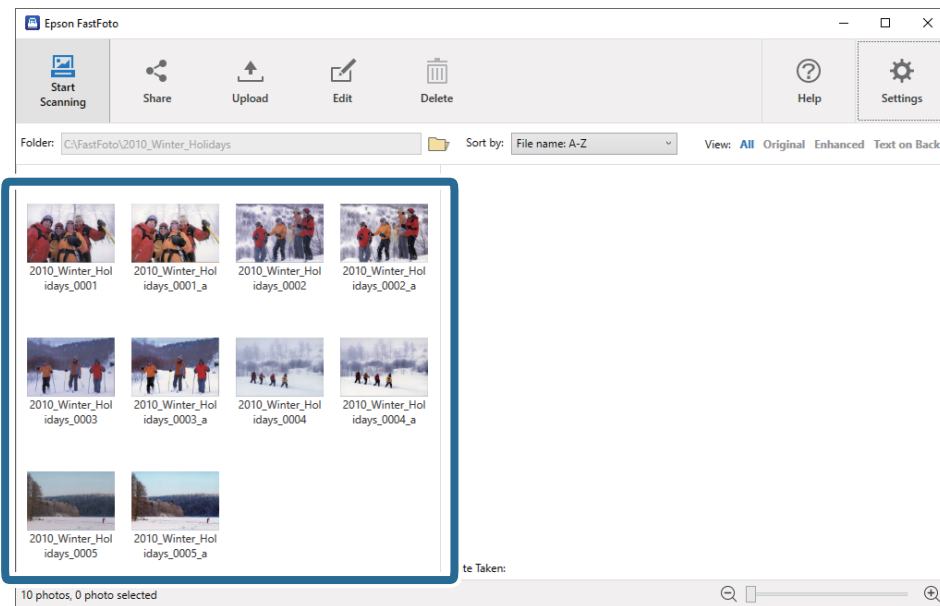 Epson FastFoto
Start
Scanning
Share
Upload
Edit
Delete
Help
Settings
Folder: C:\FastFoto\2010_Winter_Holidays
Sort by: File name: A-Z
View: All Original Enhanced Text on Back
2010_Winter_Hol
idays_0001
2010_Winter_Hol
idays_0001_a
2010_Winter_Hol
idays_0002
2010_Winter_Hol
idays_0002_a
2010_Winter_Hol
idays_0003
2010_Winter_Hol
idays_0003_a
2010_Winter_Hol
idays_0004
2010_Winter_Hol
idays_0004_a
2010_Winter_Hol
idays_0005
2010_Winter_Hol
idays_0005_a
te Taken:
10 photos, 0 photo selected